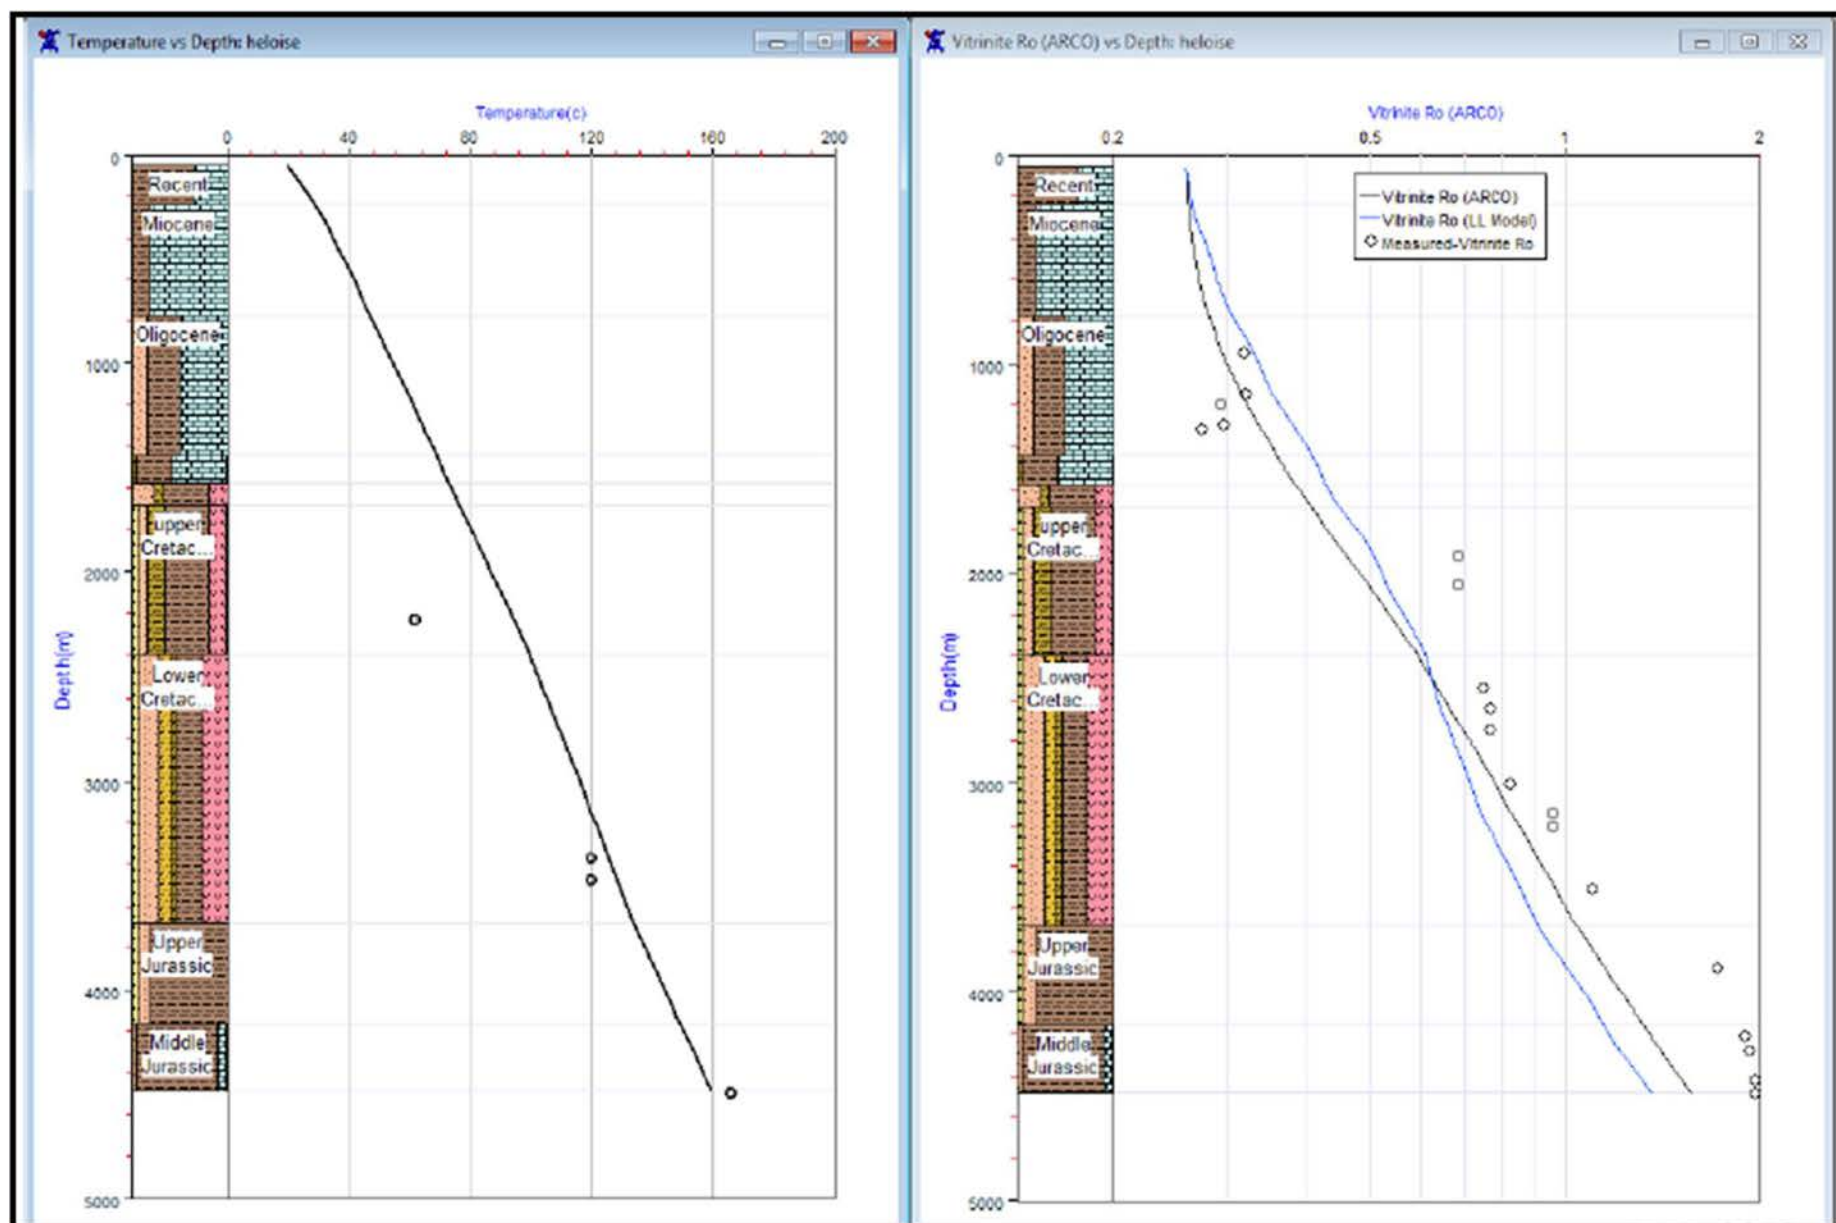 Temperature vs Depth: heloise
Temperature(c)
0 40 80 120 160 200
0
1000
2000
3000
4000
5000
Depth(m)
Recent
Miocene
Oligocene
upper
Cretac...
Lower
Cretac...
Upper
Jurassic
Middle
Jurassic
Vitrinite Ro (ARCO) vs Depth: heloise
Vitrinite Ro (ARCO)
0.2 0.5 1 2
Vitrinite Ro (ARCO)
Vitrinite Ro (LL Model)
Measured-Vitrinite Ro
0
1000
2000
3000
4000
5000
Depth(m)
Recent
Miocene
Oligocene
upper
Cretac...
Lower
Cretac...
Upper
Jurassic
Middle
Jurassic